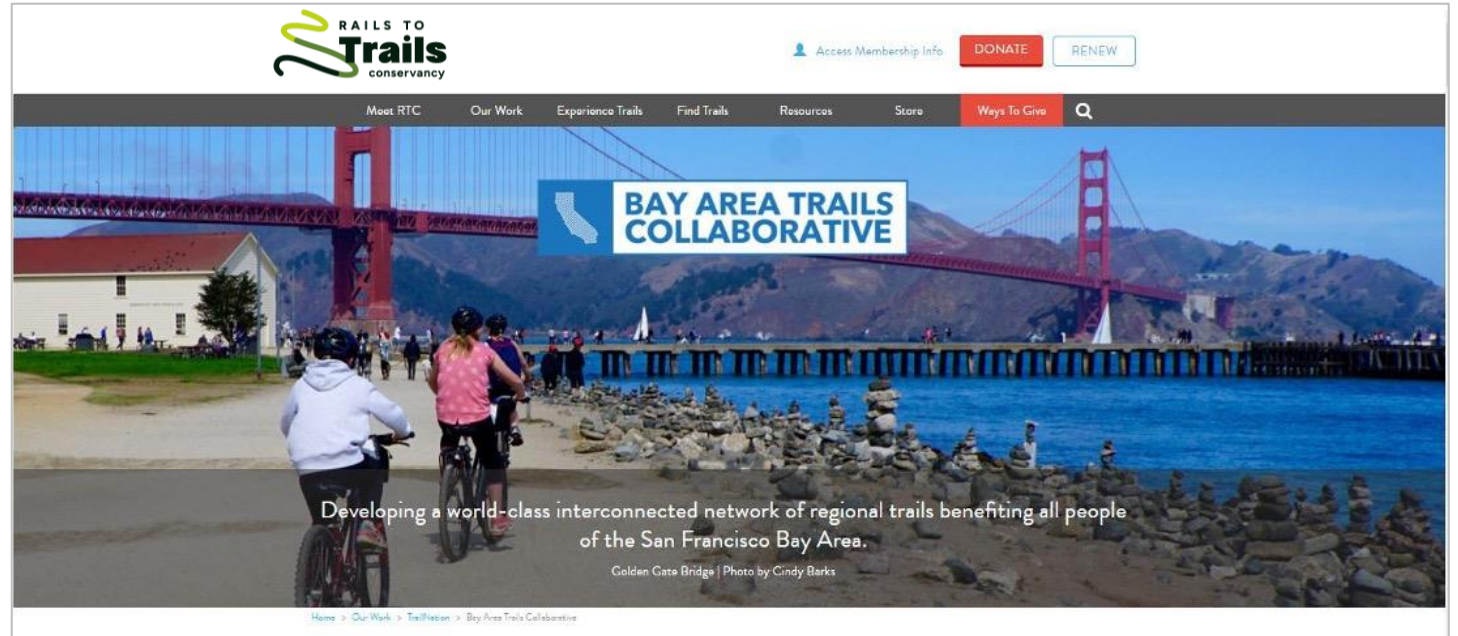 RAILS TO
Trails
conservancy
Access Membership Info
DONATE
RENEW
Meet RTC
Our Work
Experience Trails
Find Trails
Resources
Store
Ways To Give
BAY AREA TRAILS
COLLABORATIVE
Developing a world-class interconnected network of regional trails benefiting all people
of the San Francisco Bay Area.
Golden Gate Bridge | Photo by Cindy Barks
Home > Our Work > TrailNation > Bay Area Trails Collaborative